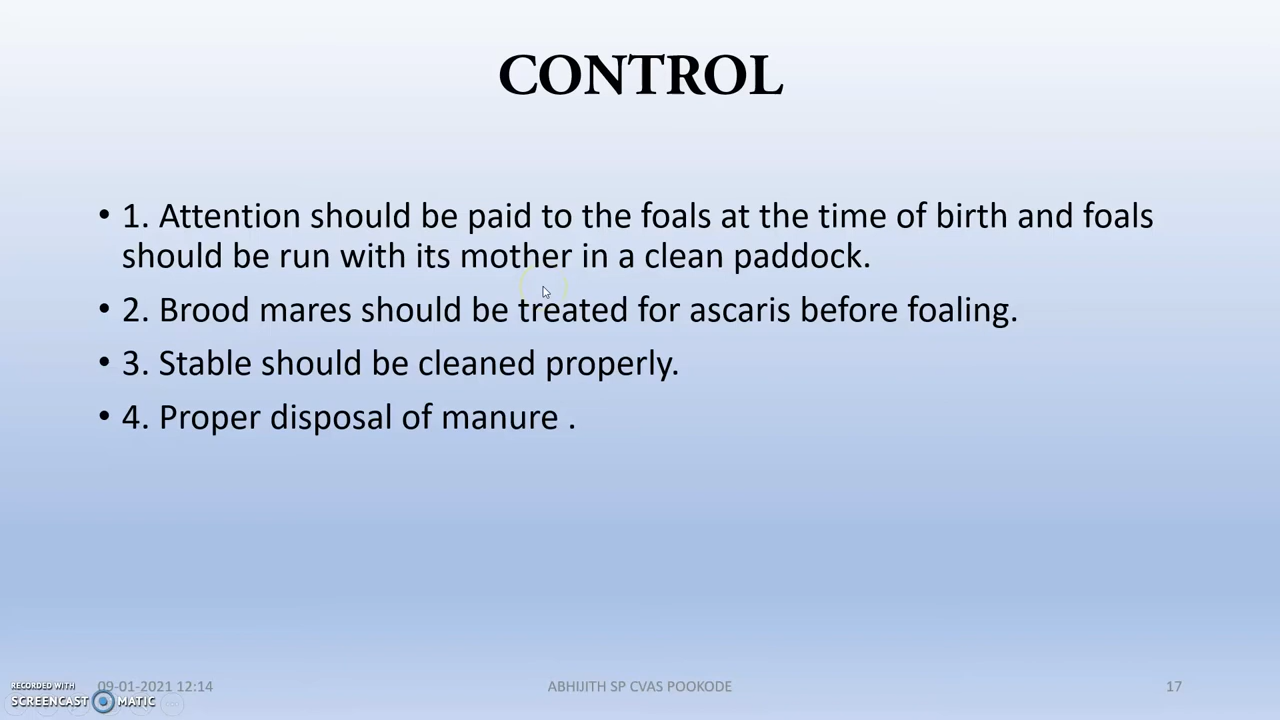 CONTROL
• 1. Attention should be paid to the foals at the time of birth and foals
should be run with its mother in a clean paddock.
• 2. Brood mares should be treated for ascaris before foaling.
• 3. Stable should be cleaned properly.
• 4. Proper disposal of manure .
09-01-2021 12:14
ABHIJITH SP CVAS POOKODE
17
RECORDED WITH
SCREENCAST MATIC